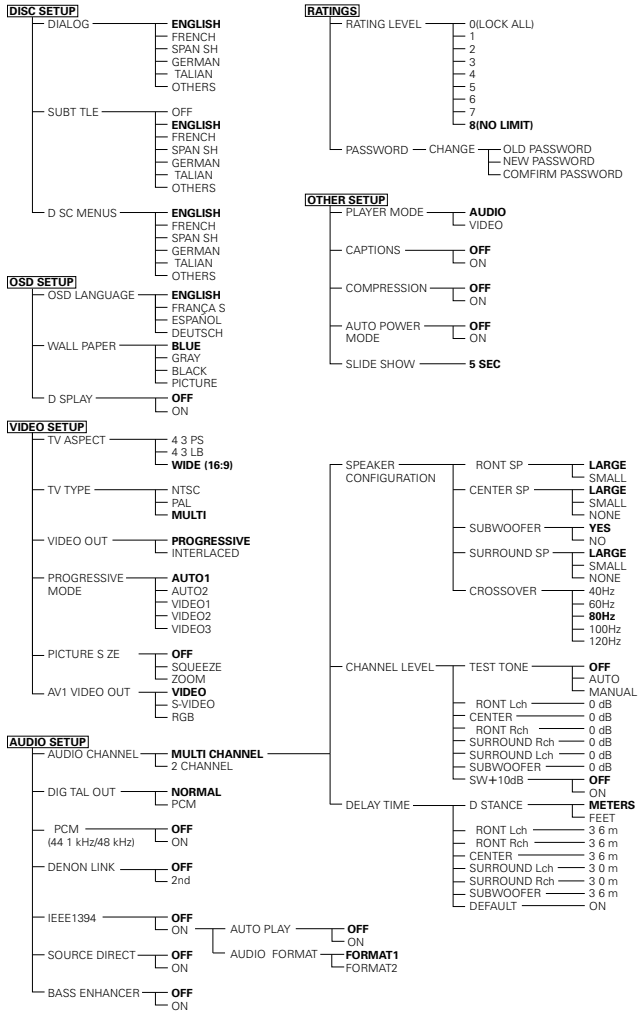 DISC SETUP
DIALOG
ENGLISH
FRENCH
SPAN SH
GERMAN
TALIAN
OTHERS
SUBT TLE
OFF
ENGLISH
FRENCH
SPAN SH
GERMAN
TALIAN
OTHERS
D SC MENUS
ENGLISH
FRENCH
SPAN SH
GERMAN
TALIAN
OTHERS
OSD SETUP
OSD LANGUAGE
ENGLISH
FRANÇA S
ESPAÑOL
DEUTSCH
WALL PAPER
BLUE
GRAY
BLACK
PICTURE
D SPLAY
OFF
ON
VIDEO SETUP
TV ASPECT
4 3 PS
4 3 LB
WIDE (16:9)
TV TYPE
NTSC
PAL
MULTI
VIDEO OUT
PROGRESSIVE
INTERLACED
PROGRESSIVE
MODE
AUTO1
AUTO2
VIDEO1
VIDEO2
VIDEO3
PICTURE S ZE
OFF
SQUEEZE
ZOOM
AV1 VIDEO OUT
VIDEO
S-VIDEO
RGB
AUDIO SETUP
AUDIO CHANNEL
MULTI CHANNEL
2 CHANNEL
DIG TAL OUT
NORMAL
PCM
PCM
(44 1 kHz/48 kHz)
OFF
ON
DENON LINK
OFF
2nd
IEEE1394
OFF
ON
AUTO PLAY
OFF
ON
AUDIO FORMAT
FORMAT1
FORMAT2
SOURCE DIRECT
OFF
ON
BASS ENHANCER
OFF
ON
RATINGS
RATING LEVEL
0(LOCK ALL)
1
2
3
4
5
6
7
8(NO LIMIT)
PASSWORD
CHANGE
OLD PASSWORD
NEW PASSWORD
COMFIRM PASSWORD
OTHER SETUP
PLAYER MODE
AUDIO
VIDEO
CAPTIONS
OFF
ON
COMPRESSION
OFF
ON
AUTO POWER
MODE
OFF
ON
SLIDE SHOW
5 SEC
SPEAKER
CONFIGURATION
RONT SP
LARGE
SMALL
CENTER SP
LARGE
SMALL
NONE
SUBWOOFER
YES
NO
SURROUND SP
LARGE
SMALL
NONE
CROSSOVER
40Hz
60Hz
80Hz
100Hz
120Hz
CHANNEL LEVEL
TEST TONE
OFF
AUTO
MANUAL
RONT Lch 0 dB
CENTER 0 dB
RONT Rch 0 dB
SURROUND Rch 0 dB
SURROUND Lch 0 dB
SUBWOOFER 0 dB
SW+10dB
OFF
ON
DELAY TIME
D STANCE
METERS
FEET
RONT Lch 3 6 m
RONT Rch 3 6 m
CENTER 3 6 m
SURROUND Lch 3 0 m
SURROUND Rch 3 0 m
SUBWOOFER 3 6 m
DEFAULT ON